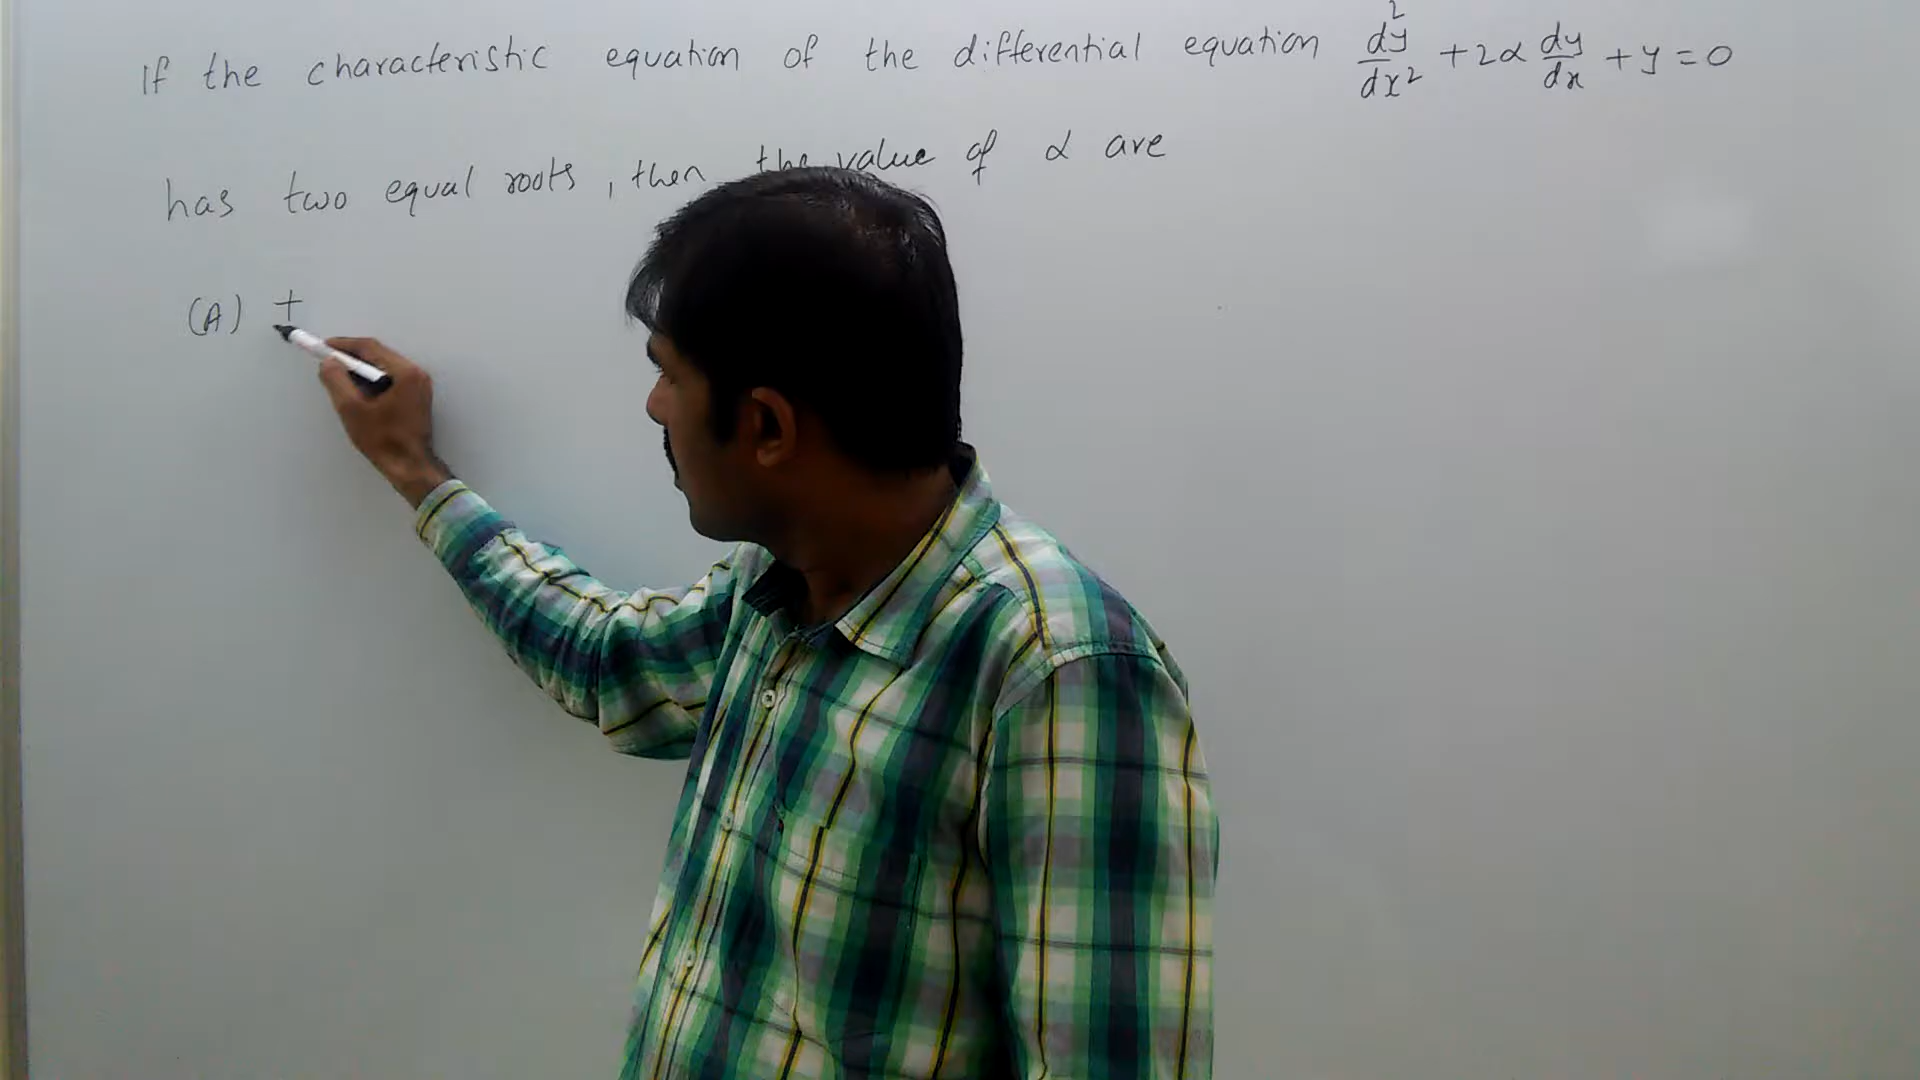 If the characteristic equation of the differential equation d²y/dx² + 2α dy/dx + y = 0
has two equal roots, then the value of α are
(A) +